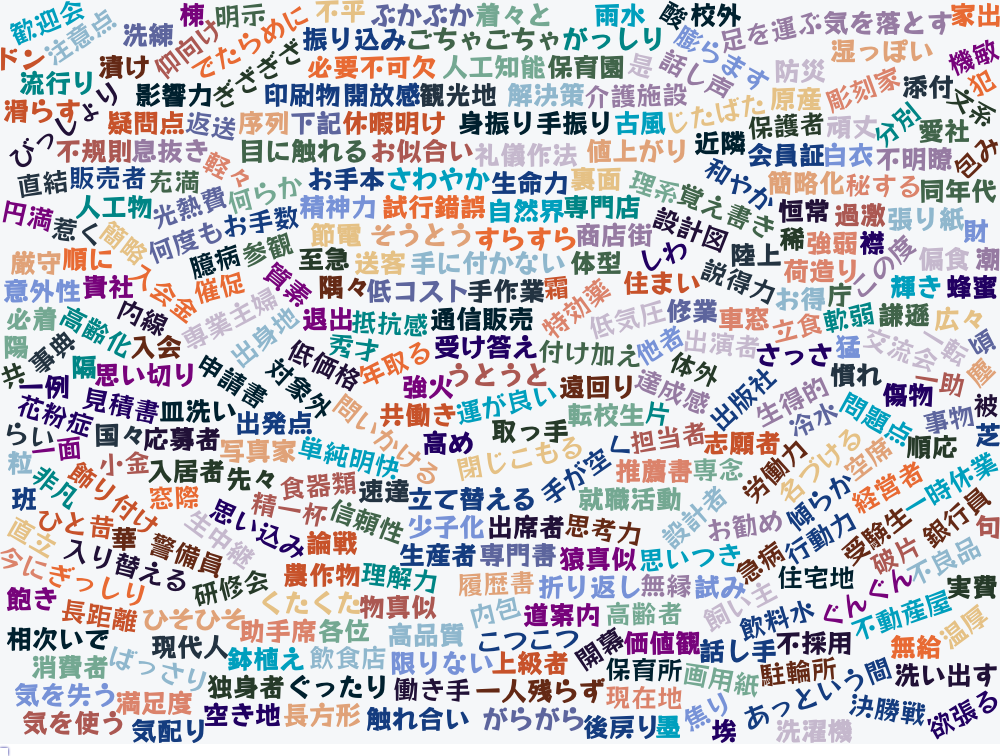 歓迎会 棟 明示 不平 ぶかぶか 着々と 雨水 酸 校外 足を運ぶ 気を落とす 家出
ドン 注意点 洗練 仰向け でたらめに 振り込み ごちゃごちゃ がっしり 膨らます 湿っぽい 機敏
流行り 漬け ぎざぎざ 必要不可欠 人工知能 保育園 是 話し声 防災 彫刻家 添付 犯
滑らす びっしょり 影響力 印刷物 開放感 観光地 解決策 介護施設 じたばた 原産 文系
疑問点 返送 序列 下記 休暇明け 身振り手振り 古風 近隣 保護者 頑丈 分別 愛社
不規則 息抜き 軽々 目に触れる お似合い 礼儀作法 値上がり 会員証 白衣 不明瞭 包み
直結 販売者 充満 何らか お手本 さわやか 生命力 裏面 理系 覚え書き 和やか 簡略化 秘する 同年代
円満 惹く 人工物 光熱費 精神力 試行錯誤 自然界 専門店 設計図 恒常 過激 張り紙 財
簡略 何度も お手数 節電 そうとう すらすら 商店街 しわ 陸上 稀 強弱 襟 この度 偏食 潮
厳守 順に 入会金 臆病 参観 至急 送客 手に付かない 体型 説得力 荷造り
意外性 貴社 催促 質素 隅々 低コスト 手作業 霜 特効薬 住まい お得 庁 輝き 蜂蜜
必着 高齢化 内線 専業主婦 出身地 退出 抵抗感 通信販売 低気圧 修業 車窓 立食 軟弱 謙遜 広々
陽 事典 入会 低価格 秀才 年取る 受け答え 付け加え 他者 出演者 さっさ 猛 交流会 一転 頃
共 隔 思い切り 申請書 対象外 強火 うとうと 遠回り 体外 達成感 慣れ 一助 塵
一例 見積書 皿洗い 出発点 問いかける 共働き 運が良い 転校生 片 出版社 生得的 冷水 問題点 傷物 事物 被
花粉症 らい 一面 国々 応募者 写真家 単純明快 高め 取っ手 担当者 志願者 順応 芝
粒 非凡 小金 入居者 先々 食器類 速達 閉じこもる 手が空く 推薦書 専念 労働力 名づける 空席 経営者 一時休業
班 飾り付け 窓際 精一杯 信頼性 立て替える 就職活動 設計者 傾らか
直立 ひと苦 華 生中継 思い込み 論戦 少子化 出席者 思考力 お勧め 行動力 受験生 銀行員 句
今に ぎっしり 入り替える 警備員 生産者 専門書 猿真似 思いつき 急病 破片 不良品
飽き 研修会 農作物 理解力 履歴書 折り返し 無縁 試み 住宅地 ぐんぐん 実費
長距離 ひそひそ くたくた 物真似 内包 道案内 高齢者 飼い主 飲料水 不動産屋 温厚
相次いで 現代人 助手席 各位 高品質 こつこつ 開幕 価値観 話し手 不採用 無給
消費者 ばっさり 鉢植え 飲食店 限りない 上級者 保育所 画用紙 駐輪所 洗い出す
気を失う 満足度 独身者 ぐったり 働き手 一人残らず 現在地 焦り あっという間 決勝戦 欲張る
気を使う 気配り 空き地 長方形 触れ合い がらがら 後戻り 墨 埃 洗濯機